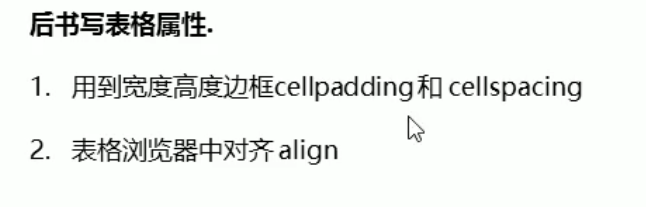 后书写表格属性.
1. 用到宽度高度边框cellpadding和 cellspacing
2. 表格浏览器中对齐 align